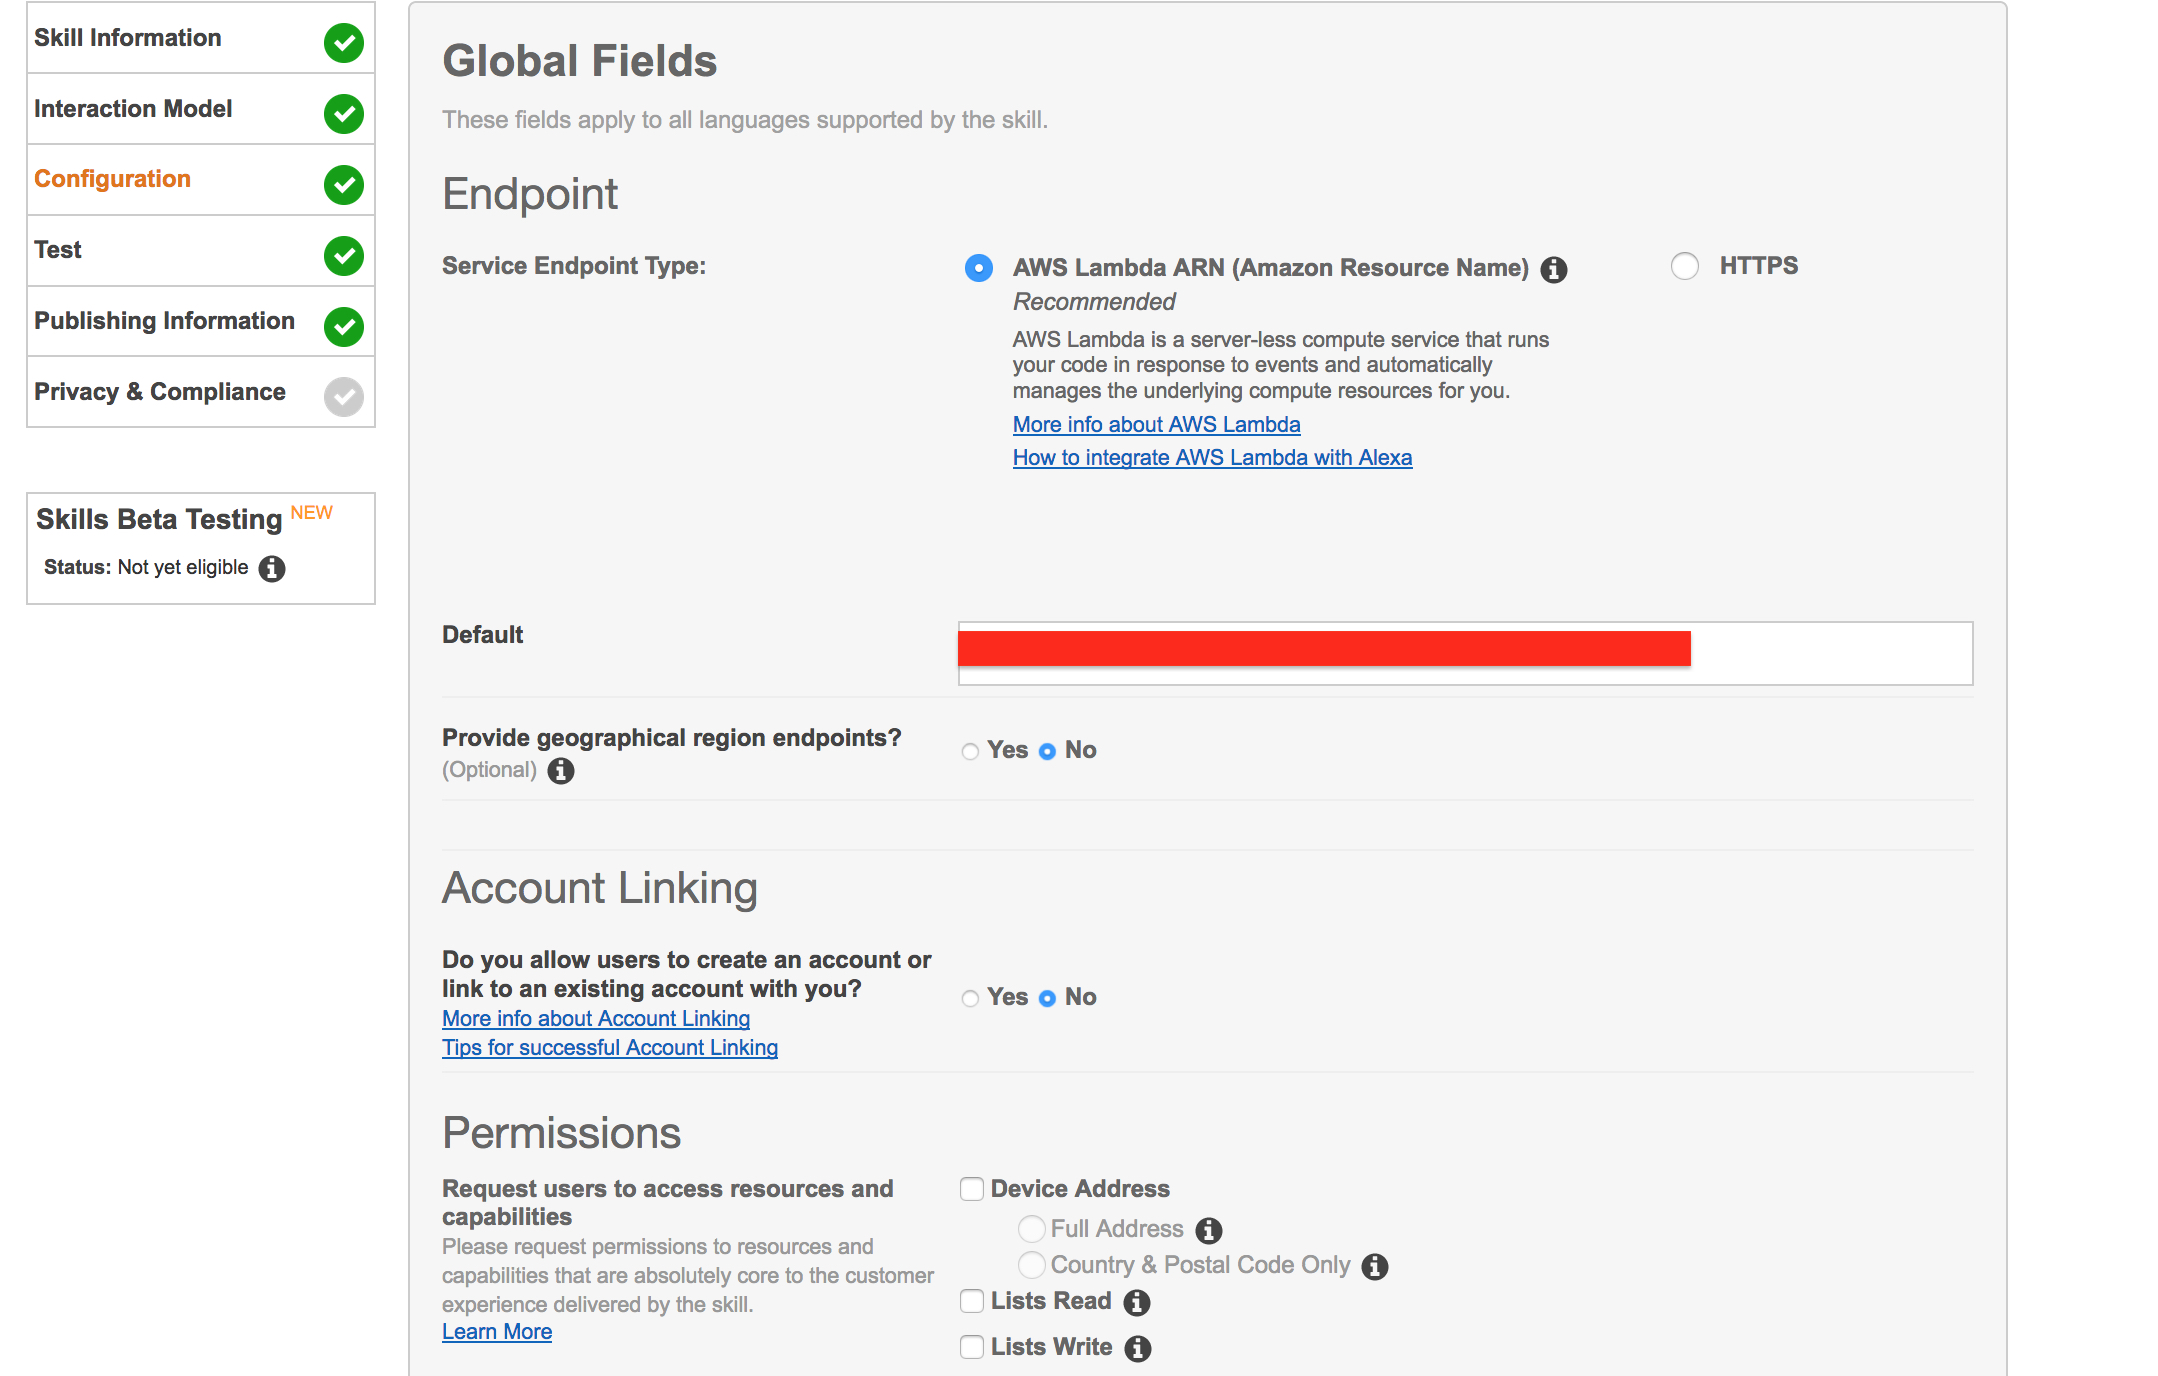 Skill Information
Interaction Model
Configuration
Test
Publishing Information
Privacy & Compliance
Skills Beta Testing NEW
Status: Not yet eligible
Global Fields
These fields apply to all languages supported by the skill.
Endpoint
Service Endpoint Type:
AWS Lambda ARN (Amazon Resource Name)
HTTPS
Recommended
AWS Lambda is a server-less compute service that runs
your code in response to events and automatically
manages the underlying compute resources for you.
More info about AWS Lambda
How to integrate AWS Lambda with Alexa
Default
Provide geographical region endpoints?
(Optional)
Yes No
Account Linking
Do you allow users to create an account or
link to an existing account with you?
Yes No
More info about Account Linking
Tips for successful Account Linking
Permissions
Request users to access resources and
capabilities
Please request permissions to resources and
capabilities that are absolutely core to the customer
experience delivered by the skill.
Learn More
Device Address
Full Address
Country & Postal Code Only
Lists Read
Lists Write